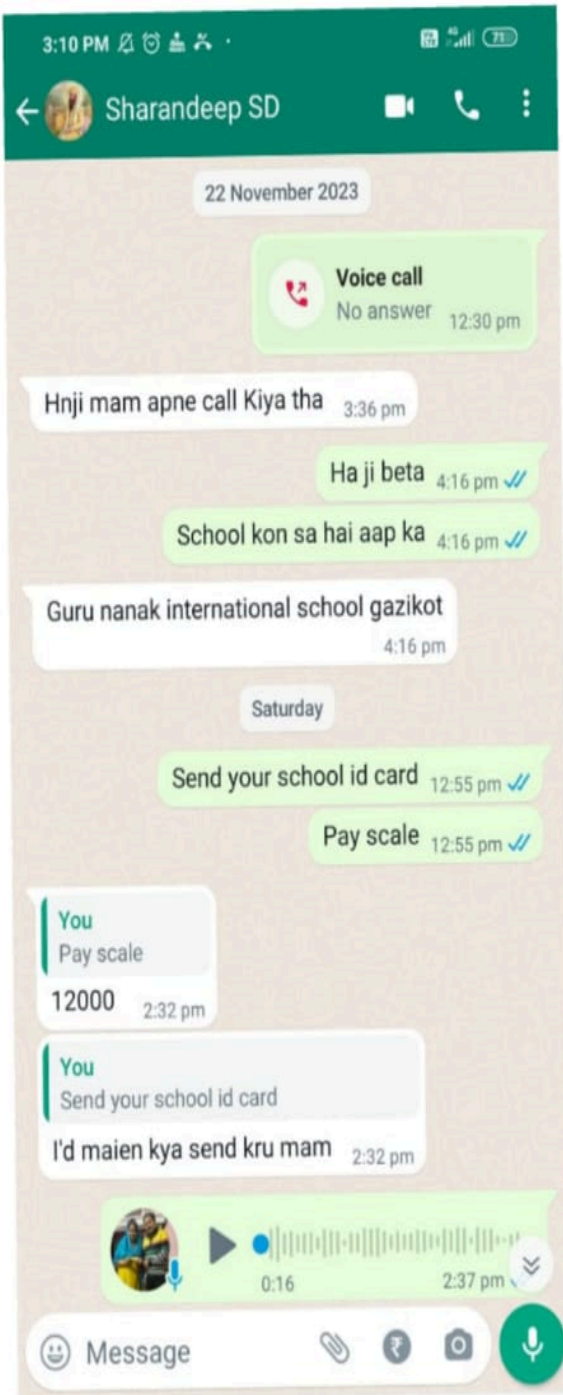 3:10 PM
4G
71
Sharandeep SD
22 November 2023
Voice call
No answer 12:30 pm
Hnji mam apne call Kiya tha 3:36 pm
Ha ji beta 4:16 pm
School kon sa hai aap ka 4:16 pm
Guru nanak international school gazikot
4:16 pm
Saturday
Send your school id card 12:55 pm
Pay scale 12:55 pm
You
Pay scale
12000 2:32 pm
You
Send your school id card
I'd maien kya send kru mam 2:32 pm
0:16 2:37 pm
Message